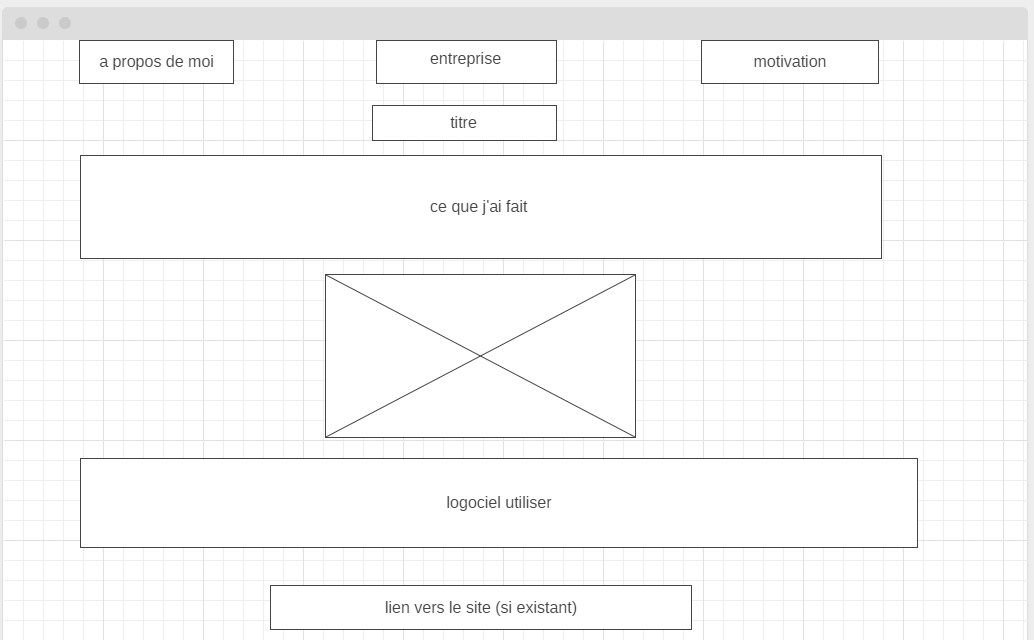 a propos de moi
entreprise
motivation
titre
ce que j'ai fait
logociel utiliser
lien vers le site (si existant)